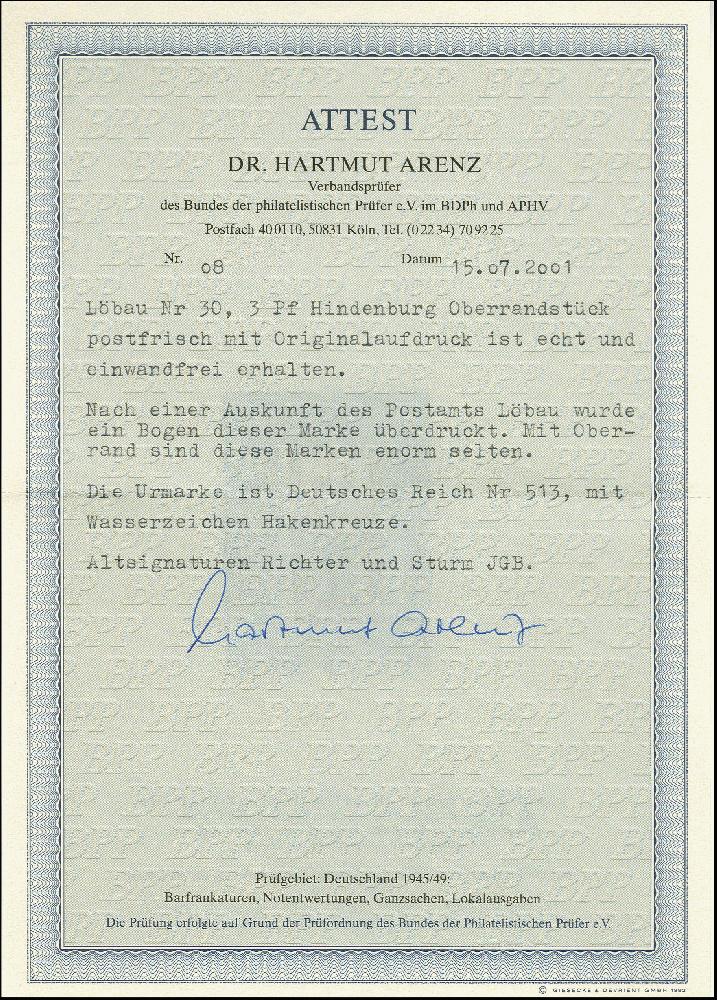 ATTEST
DR. HARTMUT ARENZ
Verbandsprüfer
des Bundes der philatelistischen Prüfer e.V. im BDPh und APHV
Postfach 400110, 50831 Köln, Tel. (02234) 709225
Nr. 08 Datum 15.07.2001
Löbau Nr 30, 3 Pf Hindenburg Oberrandstück
postfrisch mit Originalaufdruck ist echt und
einwandfrei erhalten.
Nach einer Auskunft des Postamts Löbau wurde
ein Bogen dieser Marke überdruckt. Mit Ober-
rand sind diese Marken enorm selten.
Die Urmarke ist Deutsches Reich Nr 513, mit
Wasserzeichen Hakenkreuze.
Altsignaturen Richter und Sturm JGB.
Hartmut Arenz
Prüfgebiet: Deutschland 1945/49:
Barfrankaturen, Notentwertungen, Ganzsachen, Lokalausgaben
Die Prüfung erfolgte auf Grund der Prüfordnung des Bundes der Philatelistischen Prüfer e.V.
© GIESECKE & DEVRIENT GMBH